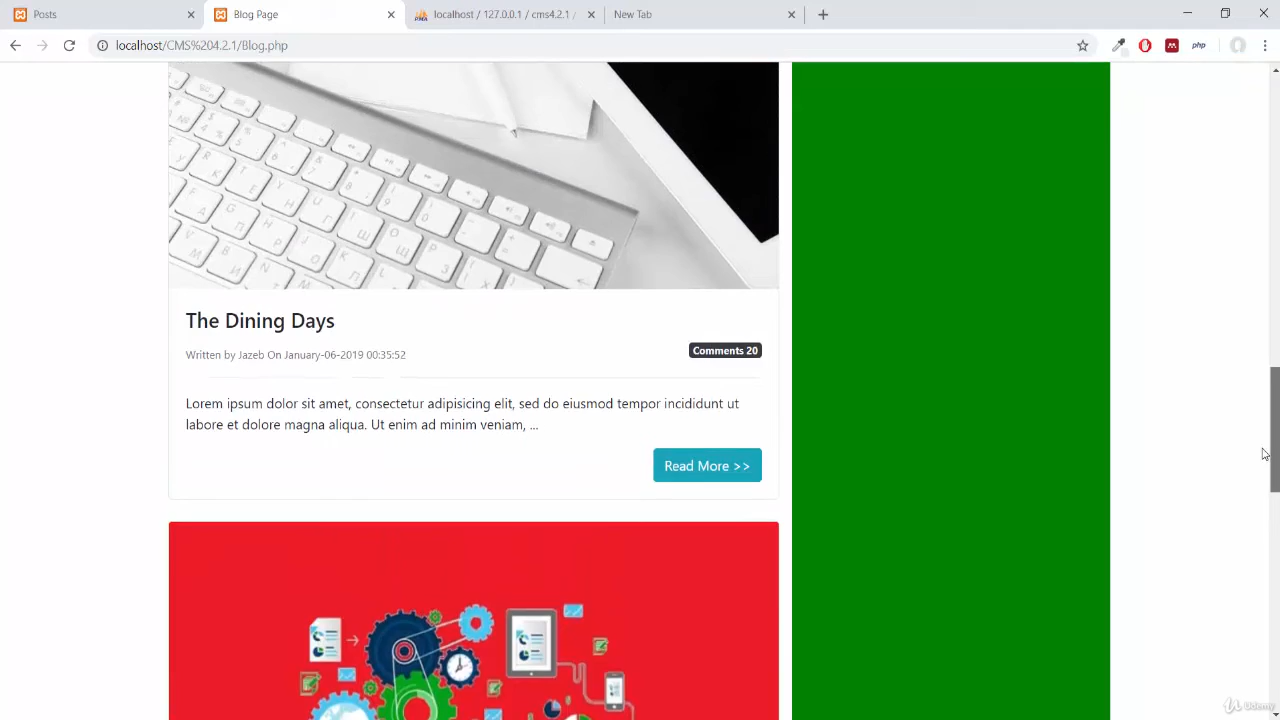 Posts
Blog Page
localhost / 127.0.0.1 / cms4.2.1 /
New Tab
localhost/CMS%204.2.1/Blog.php
php
The Dining Days
Written by Jazeb On January-06-2019 00:35:52
Comments 20
Lorem ipsum dolor sit amet, consectetur adipisicing elit, sed do eiusmod tempor incididunt ut
labore et dolore magna aliqua. Ut enim ad minim veniam, ...
Read More >>
Udemy